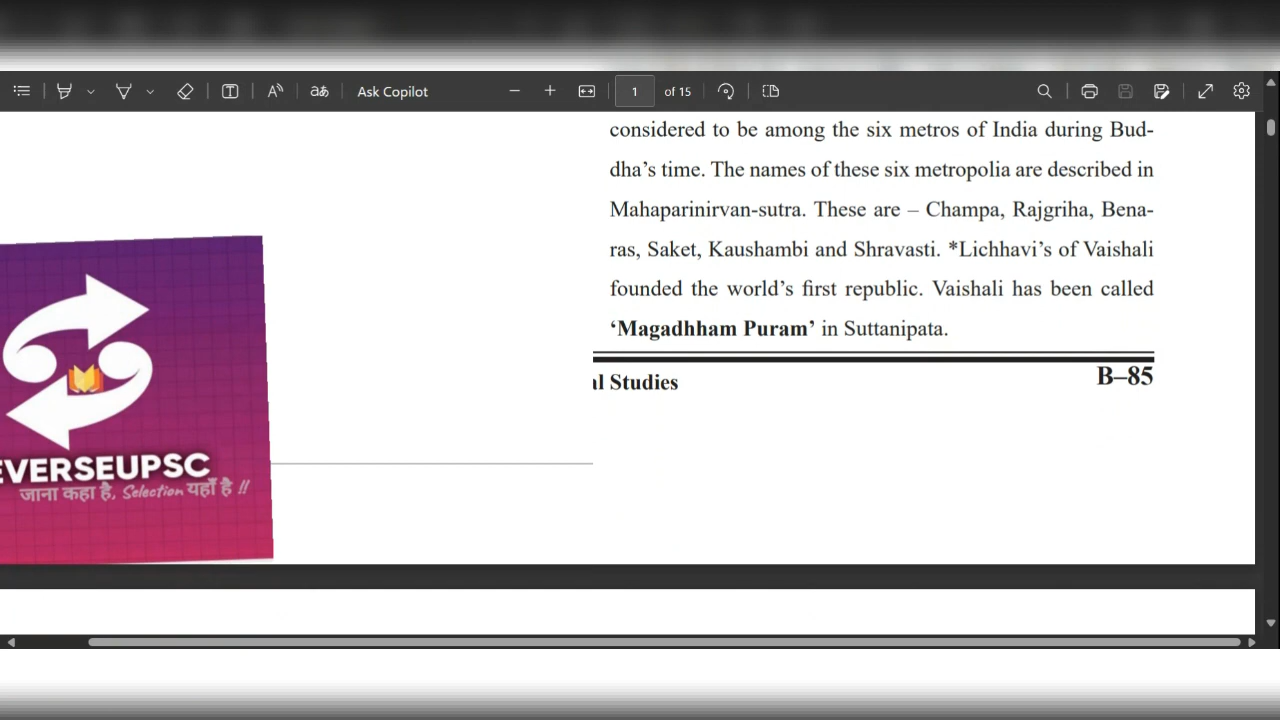 Ask Copilot
1 of 15
considered to be among the six metros of India during Bud-
dha’s time. The names of these six metropolia are described in
Mahaparinirvan-sutra. These are – Champa, Rajgriha, Bena-
ras, Saket, Kaushambi and Shravasti. *Lichhavi’s of Vaishali
founded the world’s first republic. Vaishali has been called
‘Magadhham Puram’ in Suttanipata.
al Studies
B–85
EVERSEUPSC
जाना कहा है, Selection यहाँ है !!